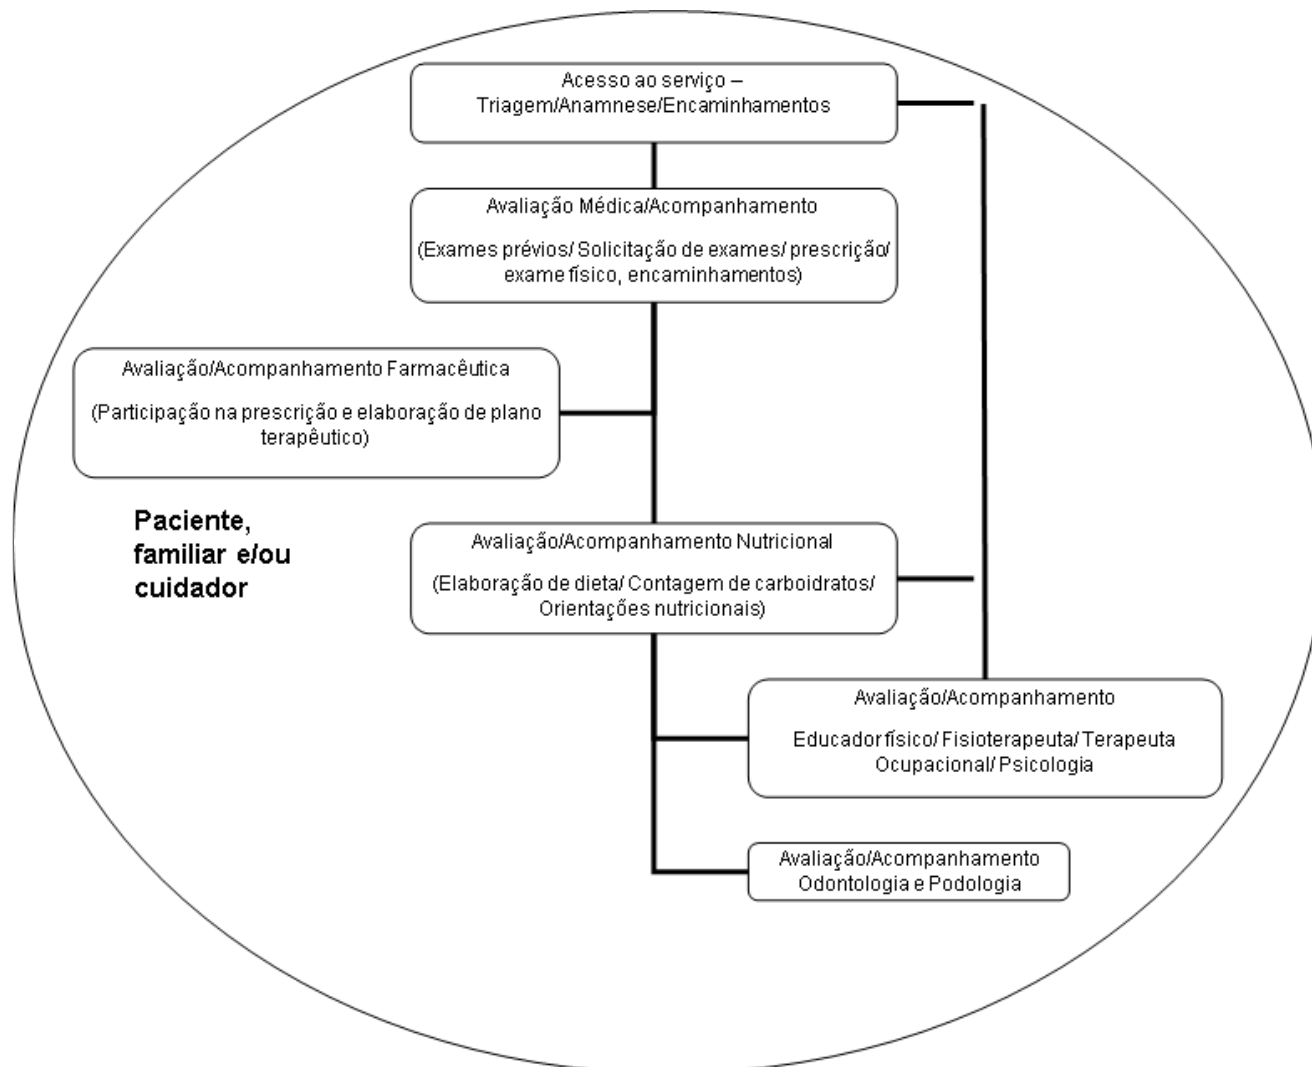 Acesso ao serviço –
Triagem/Anamnese/Encaminhamentos
Avaliação Médica/Acompanhamento
(Exames prévios/ Solicitação de exames/ prescrição/
exame físico, encaminhamentos)
Avaliação/Acompanhamento Farmacêutica
(Participação na prescrição e elaboração de plano
terapêutico)
Paciente,
familiar e/ou
cuidador
Avaliação/Acompanhamento Nutricional
(Elaboração de dieta/ Contagem de carboidratos/
Orientações nutricionais)
Avaliação/Acompanhamento
Educador físico/ Fisioterapeuta/ Terapeuta
Ocupacional/ Psicologia
Avaliação/Acompanhamento
Odontologia e Podologia